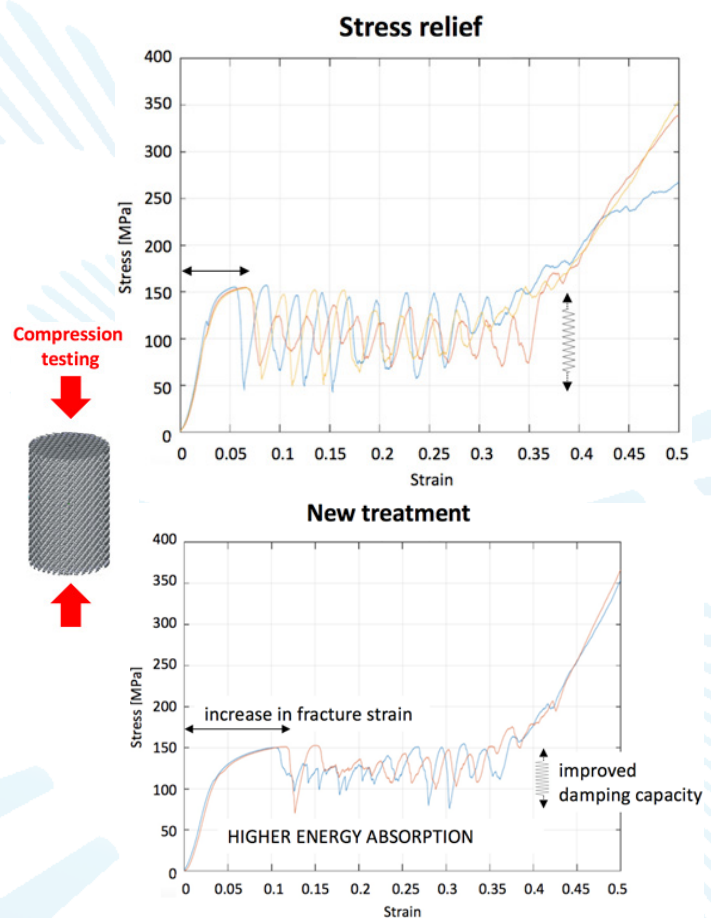 Stress relief
400
350
300
250
200
150
100
50
0
Stress [MPa]
0 0.05 0.1 0.15 0.2 0.25 0.3 0.35 0.4 0.45 0.5
Strain
Compression
testing
New treatment
400
350
300
250
200
150
100
50
0
Stress [MPa]
increase in fracture strain
improved
damping capacity
HIGHER ENERGY ABSORPTION
0 0.05 0.1 0.15 0.2 0.25 0.3 0.35 0.4 0.45 0.5
Strain